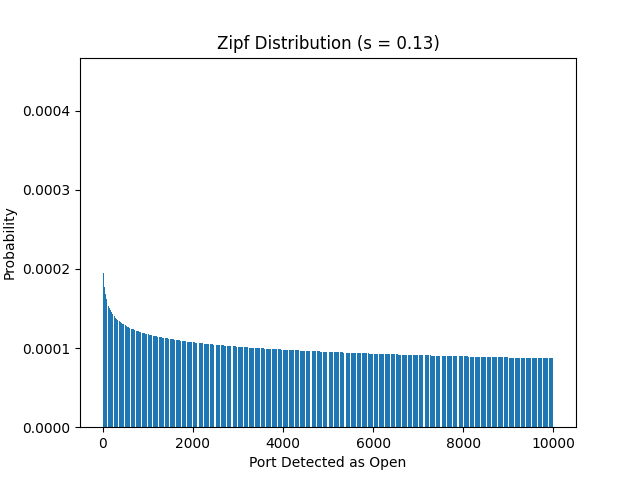 Zipf Distribution (s = 0.13)
0.0004
0.0003
0.0002
0.0001
0.0000
Probability
0 2000 4000 6000 8000 10000
Port Detected as Open